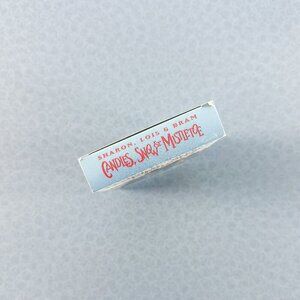 SHARON, LOIS & BRAM
CANDLES, SNOW & MISTLETOE